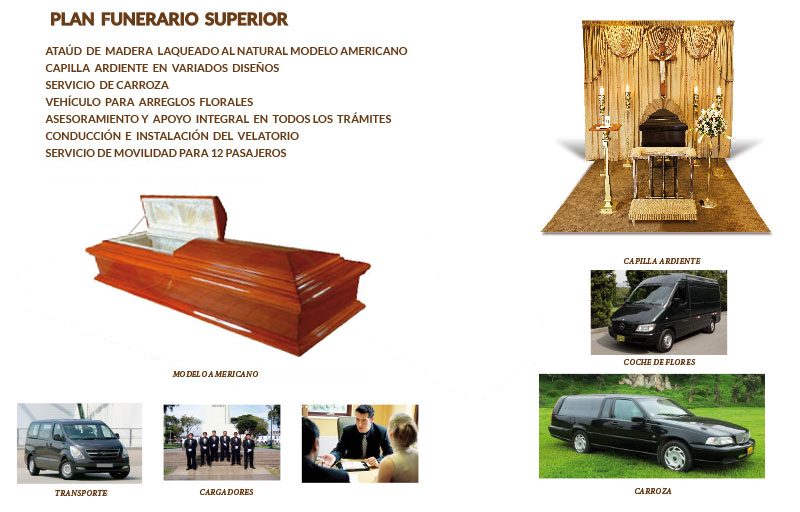 PLAN FUNERARIO SUPERIOR
ATAÚD DE MADERA LAQUEADO AL NATURAL MODELO AMERICANO
CAPILLA ARDIENTE EN VARIADOS DISEÑOS
SERVICIO DE CARROZA
VEHÍCULO PARA ARREGLOS FLORALES
ASESORAMIENTO Y APOYO INTEGRAL EN TODOS LOS TRÁMITES
CONDUCCIÓN E INSTALACIÓN DEL VELATORIO
SERVICIO DE MOVILIDAD PARA 12 PASAJEROS
CAPILLA ARDIENTE
COCHE DE FLORES
MODELO AMERICANO
TRANSPORTE
CARGADORES
CARROZA